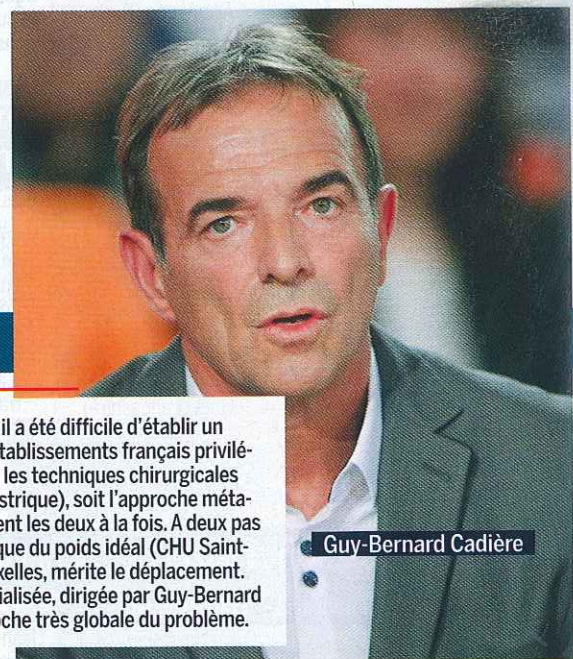 il a été difficile d'établir un
tablissements français privilé-
les techniques chirurgicales
strique), soit l'approche méta-
ent les deux à la fois. A deux pas
que du poids idéal (CHU Saint-
xelles, mérite le déplacement.
ialisée, dirigée par Guy-Bernard
oche très globale du problème.
Guy-Bernard Cadière